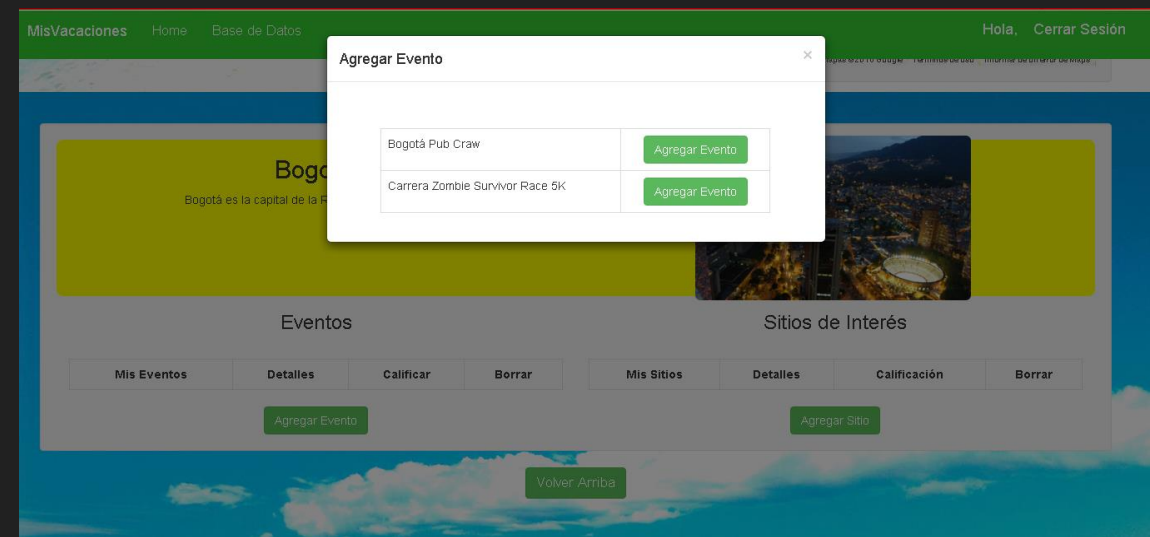 MisVacaciones Home Base de Datos Hola, Cerrar Sesión
Agregar Evento ×
Bogotá Pub Craw Agregar Evento
Carrera Zombie Survivor Race 5K Agregar Evento
Bogotá es la capital de la
Eventos Sitios de Interés
Mis Eventos Detalles Calificar Borrar Mis Sitios Detalles Calificación Borrar
Agregar Evento Agregar Sitio
Volver Arriba